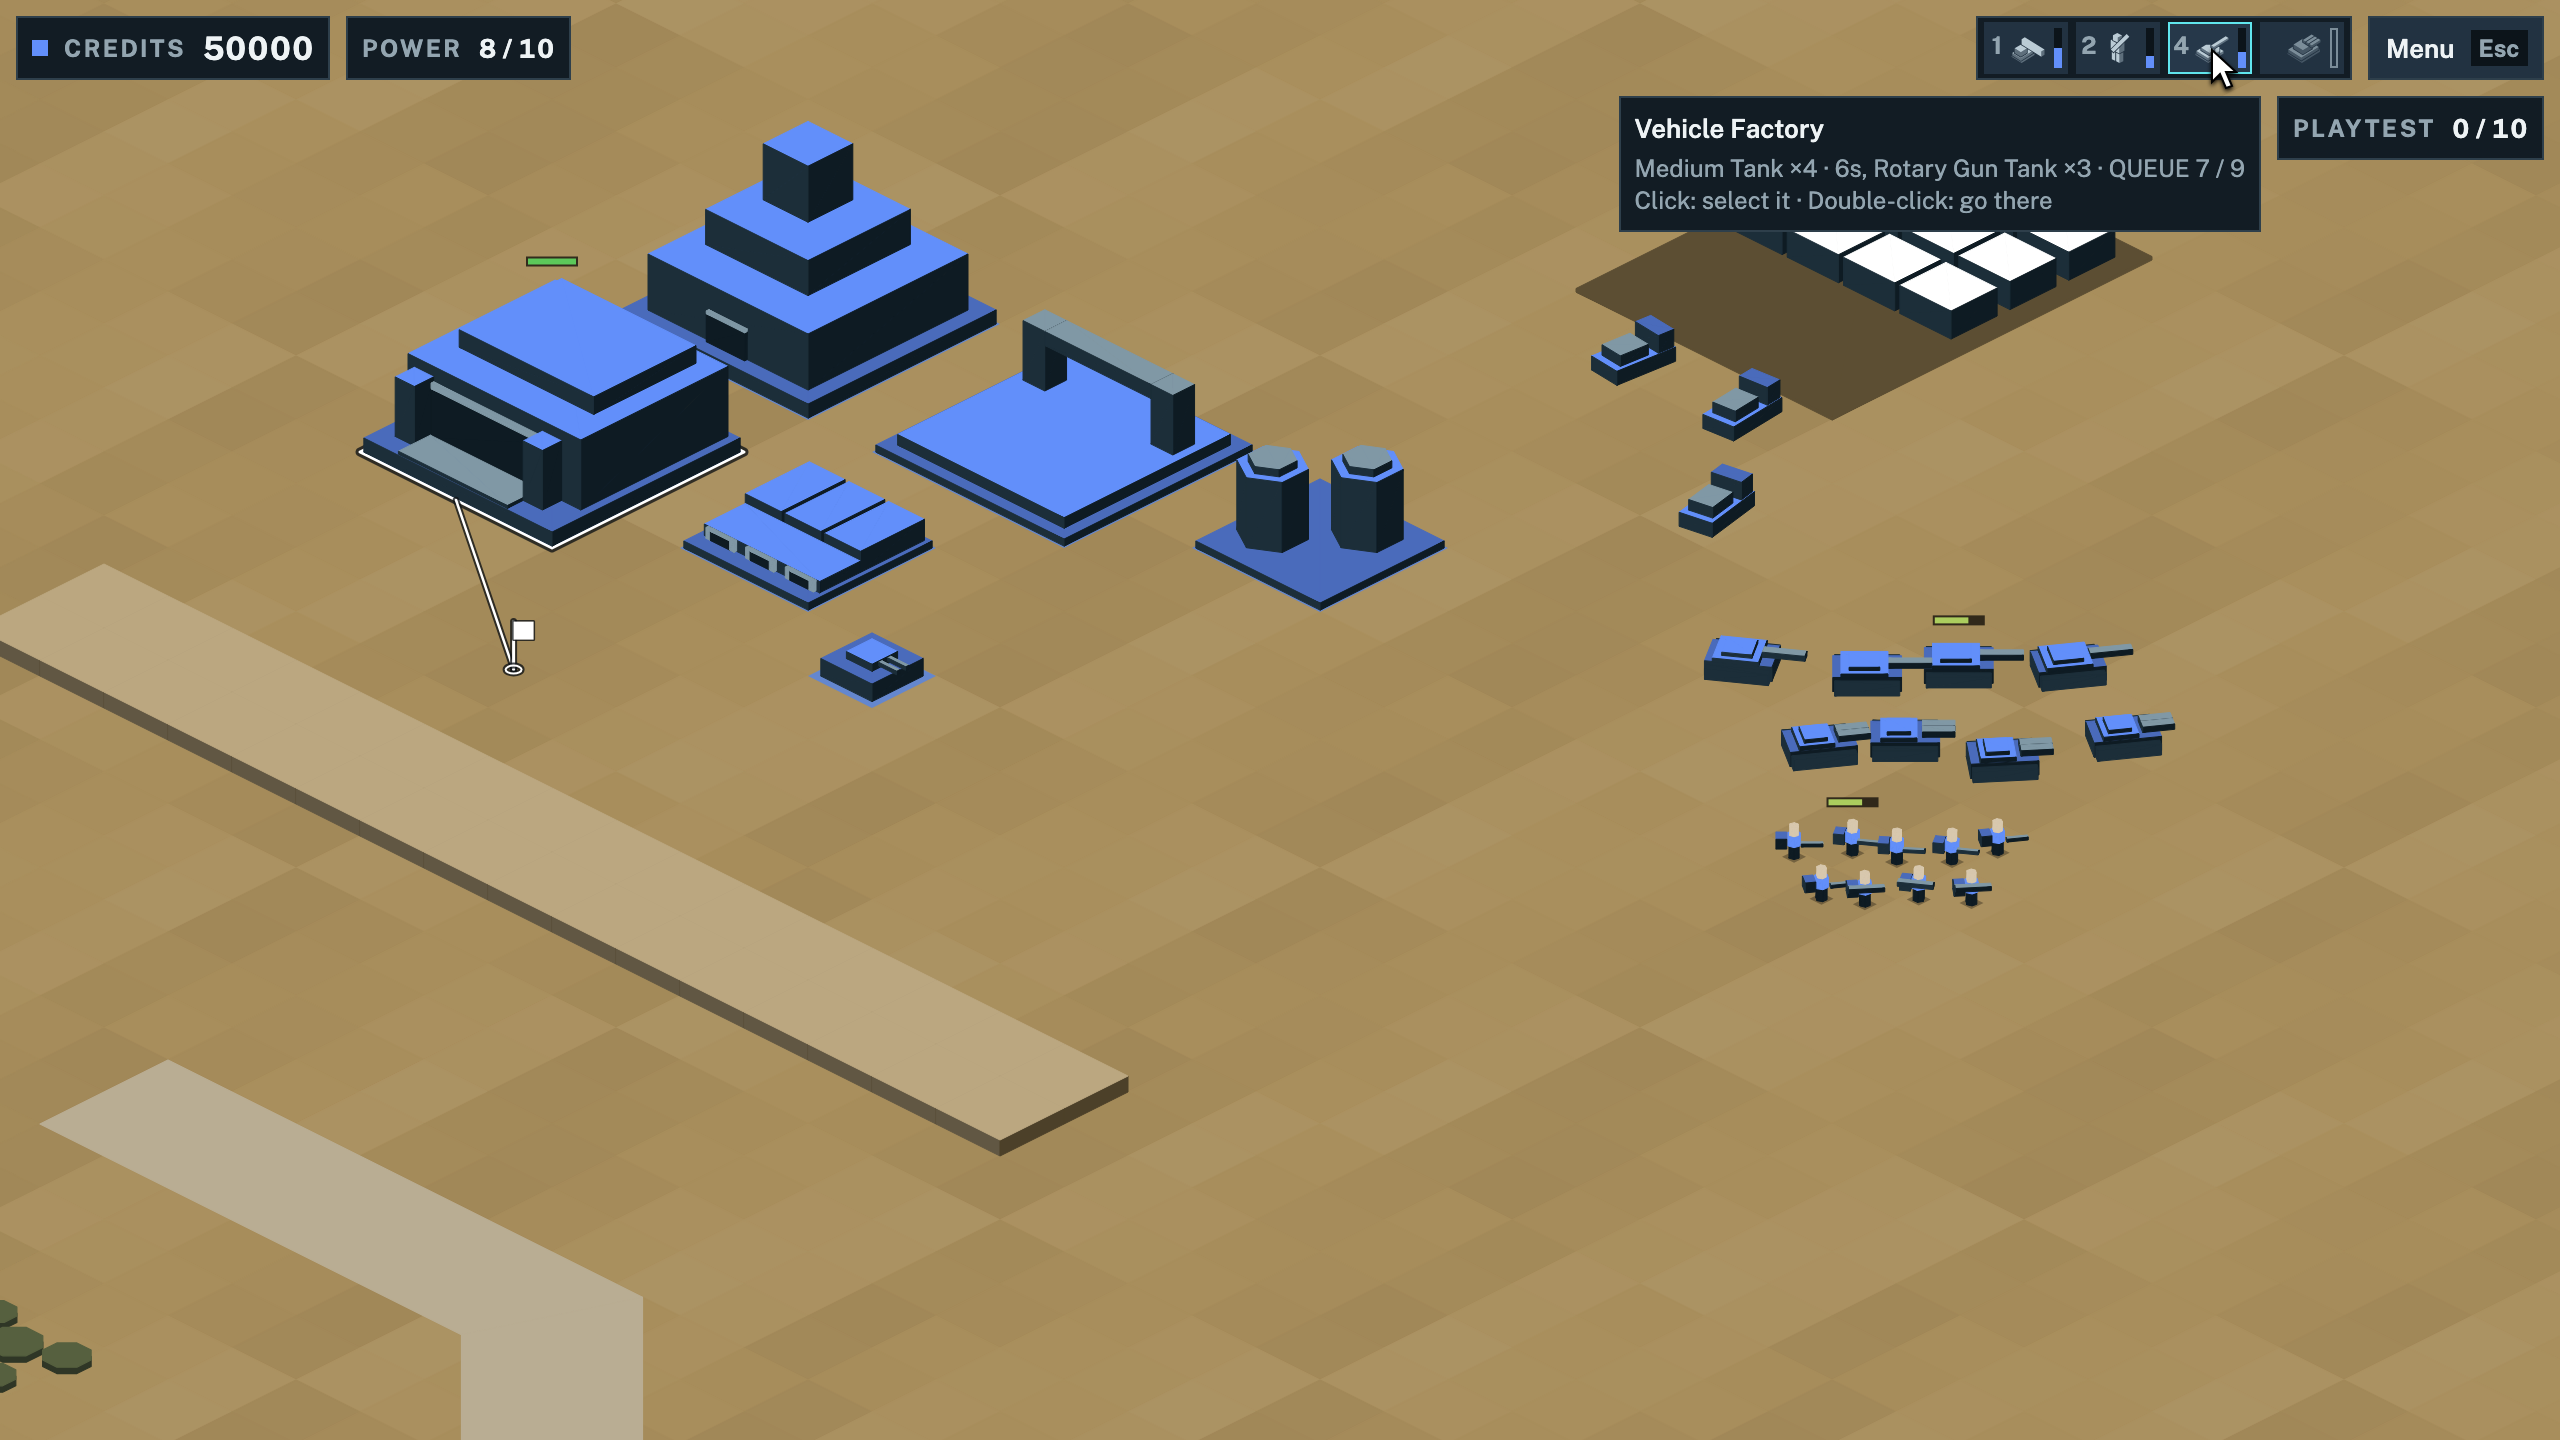 CREDITS 50000
POWER 8 / 10
1
2
4
Menu Esc
Vehicle Factory
Medium Tank ×4 · 6s, Rotary Gun Tank ×3 · QUEUE 7 / 9
Click: select it · Double-click: go there
PLAYTEST 0 / 10